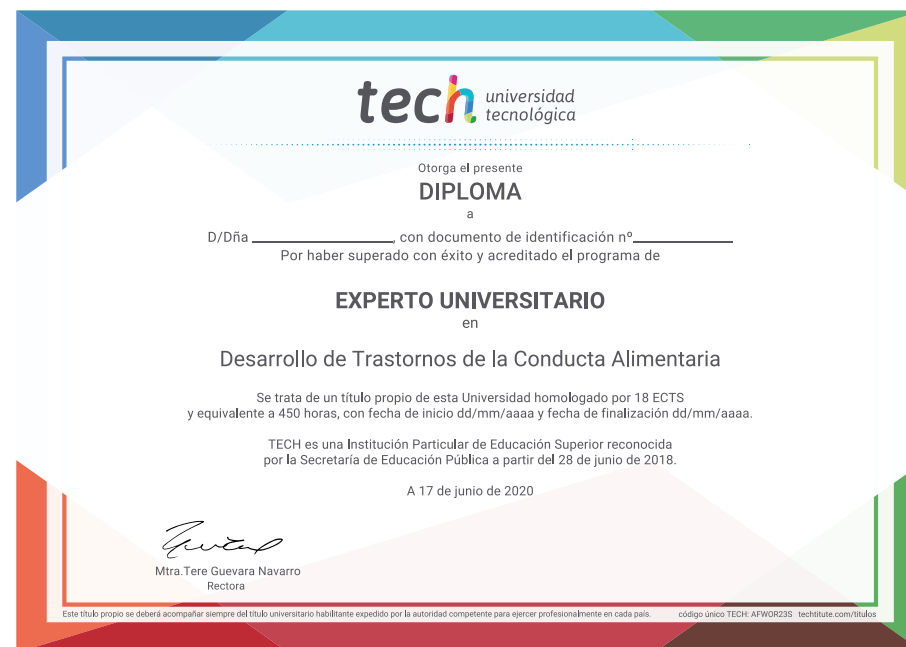 tech universidad
tecnológica
Otorga el presente
DIPLOMA
a
D/Dña ____________________, con documento de identificación nº______________
Por haber superado con éxito y acreditado el programa de
EXPERTO UNIVERSITARIO
en
Desarrollo de Trastornos de la Conducta Alimentaria
Se trata de un título propio de esta Universidad homologado por 18 ECTS
y equivalente a 450 horas, con fecha de inicio dd/mm/aaaa y fecha de finalización dd/mm/aaaa.
TECH es una Institución Particular de Educación Superior reconocida
por la Secretaría de Educación Pública a partir del 28 de junio de 2018.
A 17 de junio de 2020
Mtra.Tere Guevara Navarro
Rectora
Este título propio se deberá acompañar siempre del título universitario habilitante expedido por la autoridad competente para ejercer profesionalmente en cada país. código único TECH: AFWOR23S techtitute.com/titulos